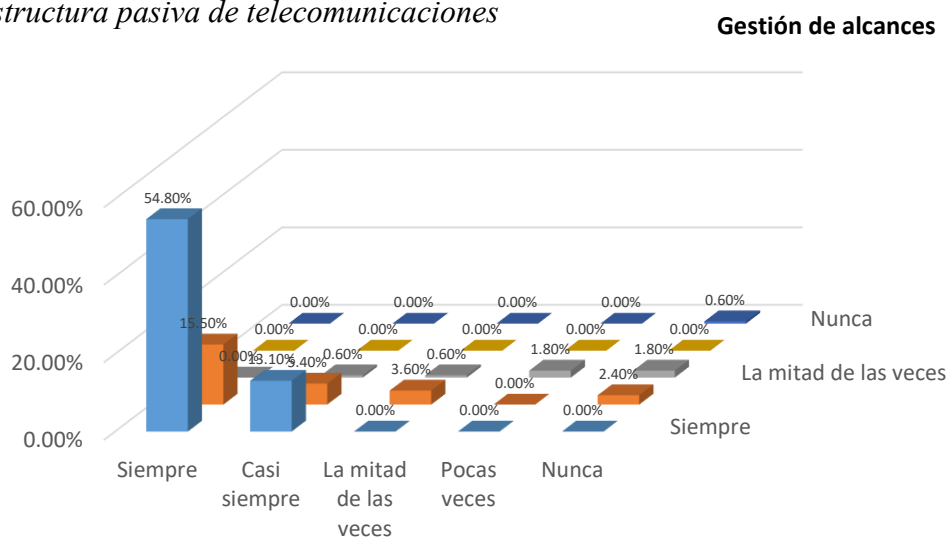 structura pasiva de telecomunicaciones
Gestión de alcances
60.00%
40.00%
20.00%
0.00%
54.80%
13.10%
0.00%
0.00%
0.00%
15.50%
5.40%
3.60%
0.00%
2.40%
0.00%
0.60%
0.60%
1.80%
1.80%
0.00%
0.00%
0.00%
0.00%
0.00%
0.00%
0.00%
0.00%
0.00%
0.60%
Nunca
La mitad de las veces
Siempre
Siempre
Casi
siempre
La mitad
de las
veces
Pocas
veces
Nunca